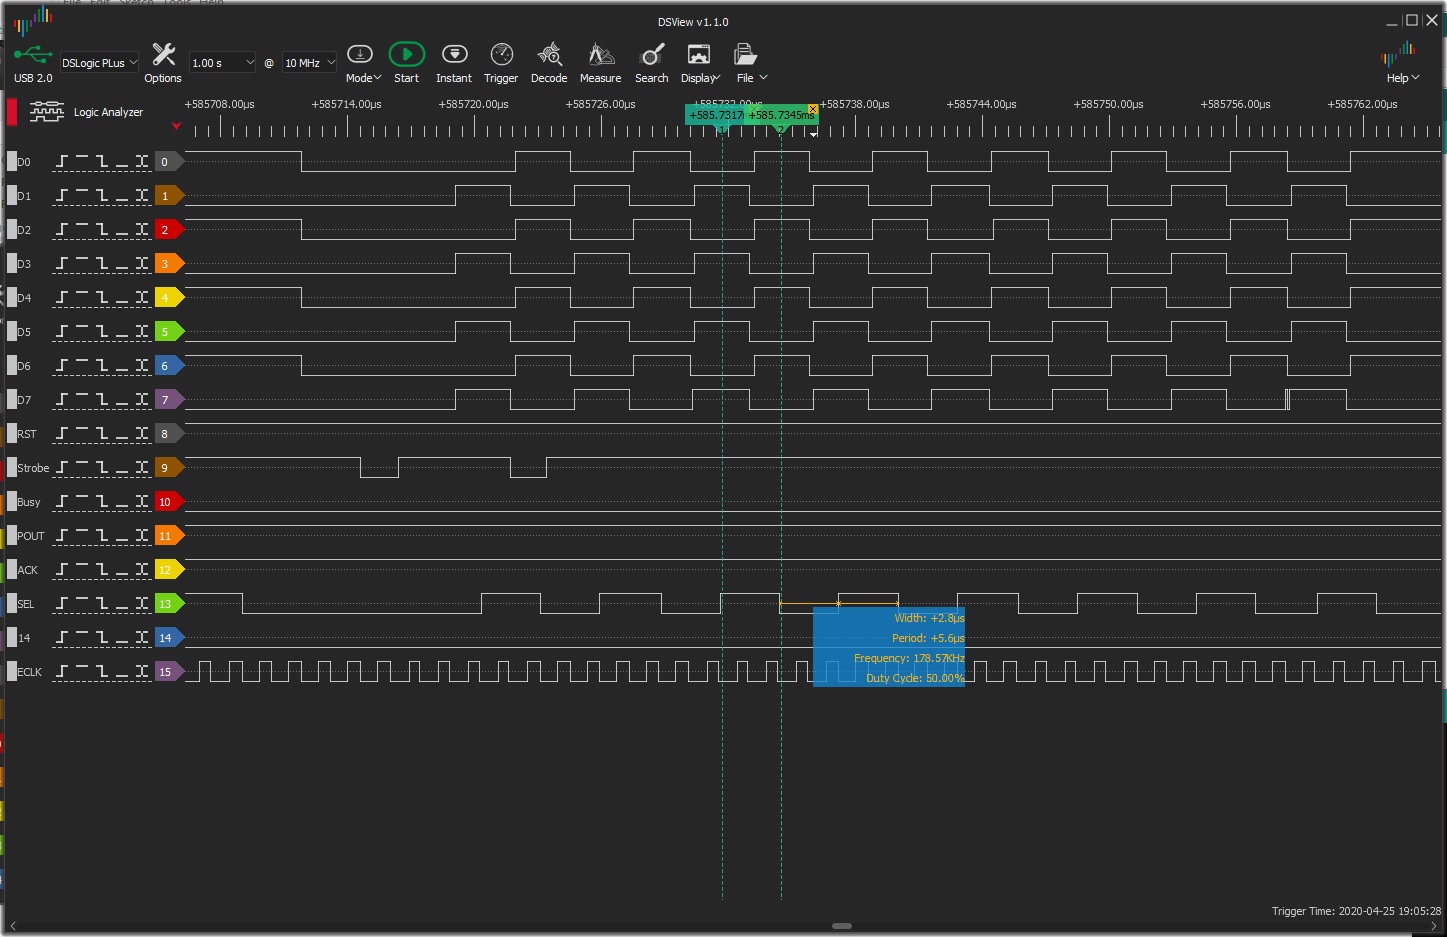 DSView v1.1.0
USB 2.0
DSLogic PLus
Options
1.00 s
@
10 MHz
Mode
Start
Instant
Trigger
Decode
Measure
Search
Display
File
Help
Logic Analyzer
+585708.00µs
+585714.00µs
+585720.00µs
+585726.00µs
+585732.00µs
+585738.00µs
+585744.00µs
+585750.00µs
+585756.00µs
+585762.00µs
+585.7317
+585.7345ms
1
2
D0 0
D1 1
D2 2
D3 3
D4 4
D5 5
D6 6
D7 7
RST 8
Strobe 9
Busy 10
POUT 11
ACK 12
SEL 13
14 14
ECLK 15
Width: +2.8µs
Period: +5.6µs
Frequency: 178.57KHz
Duty Cycle: 50.00%
Trigger Time: 2020-04-25 19:05:28